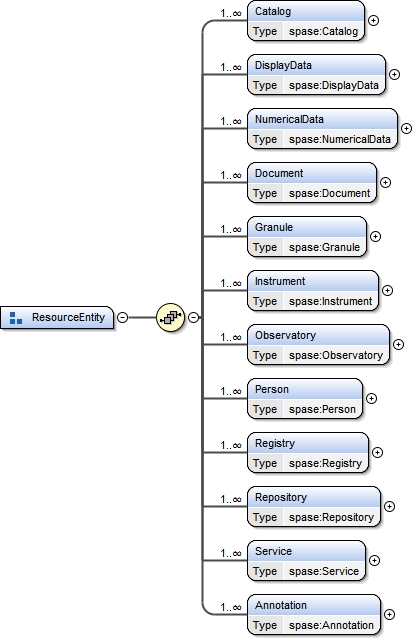 1..∞
Catalog
Type spase:Catalog
1..∞
DisplayData
Type spase:DisplayData
1..∞
NumericalData
Type spase:NumericalData
1..∞
Document
Type spase:Document
1..∞
Granule
Type spase:Granule
1..∞
Instrument
Type spase:Instrument
ResourceEntity
1..∞
Observatory
Type spase:Observatory
1..∞
Person
Type spase:Person
1..∞
Registry
Type spase:Registry
1..∞
Repository
Type spase:Repository
1..∞
Service
Type spase:Service
1..∞
Annotation
Type spase:Annotation